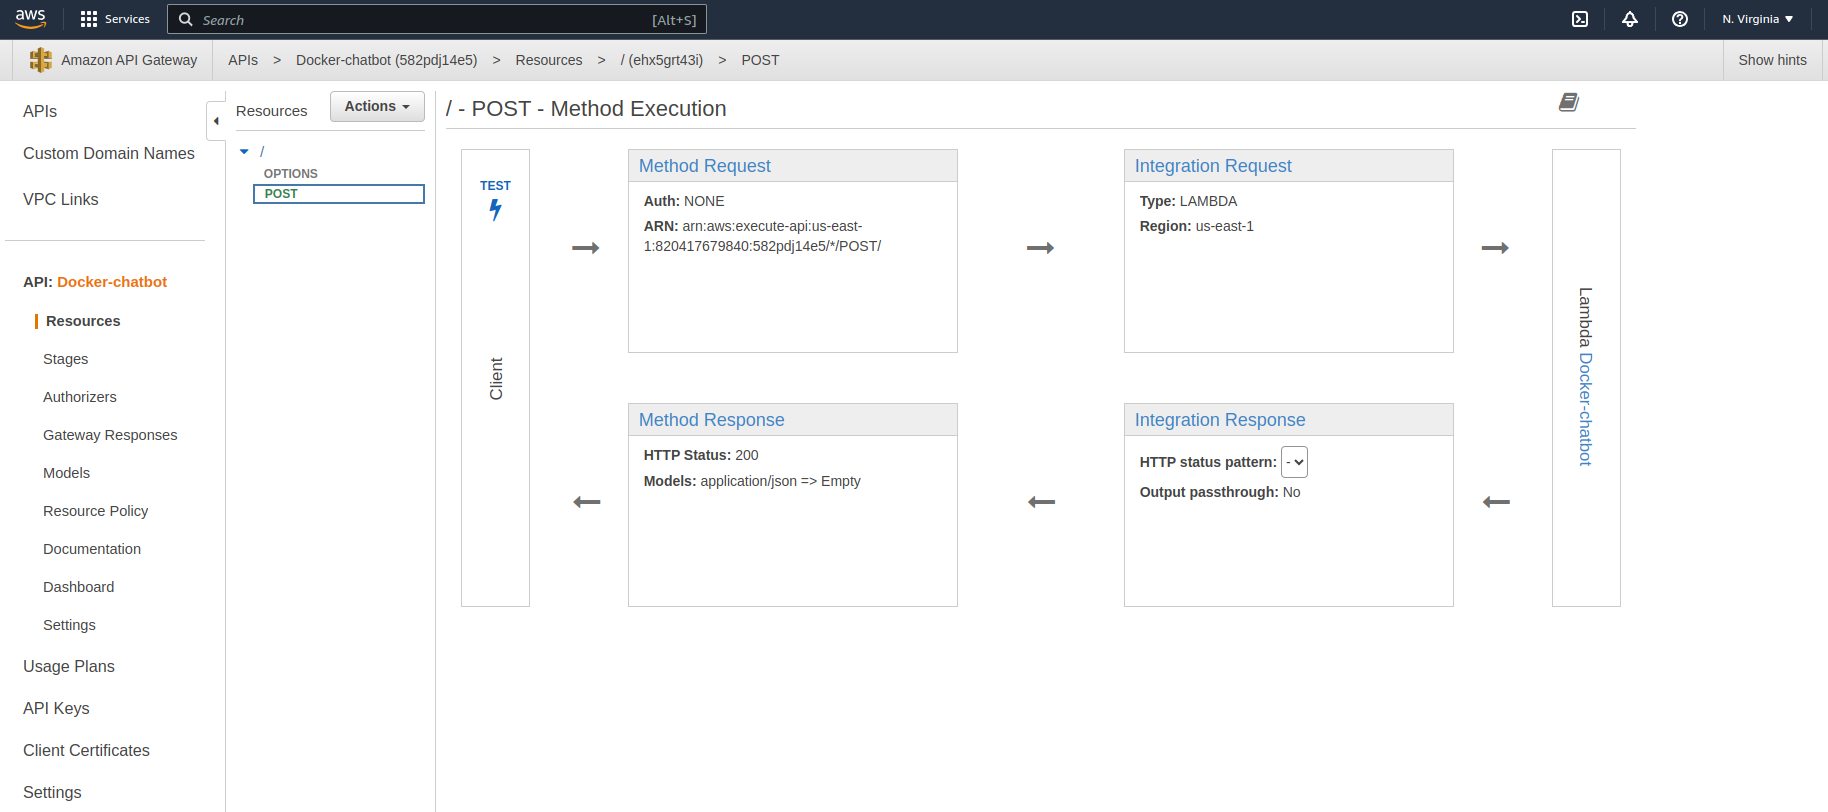 aws
Services
Search
[Alt+S]
N. Virginia
Amazon API Gateway
APIs > Docker-chatbot (582pdj14e5) > Resources > / (ehx5grt43i) > POST
Show hints
APIs
Custom Domain Names
VPC Links
API: Docker-chatbot
Resources
Stages
Authorizers
Gateway Responses
Models
Resource Policy
Documentation
Dashboard
Settings
Usage Plans
API Keys
Client Certificates
Settings
Resources
Actions
/
OPTIONS
POST
/ - POST - Method Execution
TEST
Client
Method Request
Auth: NONE
ARN: arn:aws:execute-api:us-east-
1:820417679840:582pdj14e5/*/POST/
Integration Request
Type: LAMBDA
Region: us-east-1
Lambda Docker-chatbot
Method Response
HTTP Status: 200
Models: application/json => Empty
Integration Response
HTTP status pattern: -
Output passthrough: No